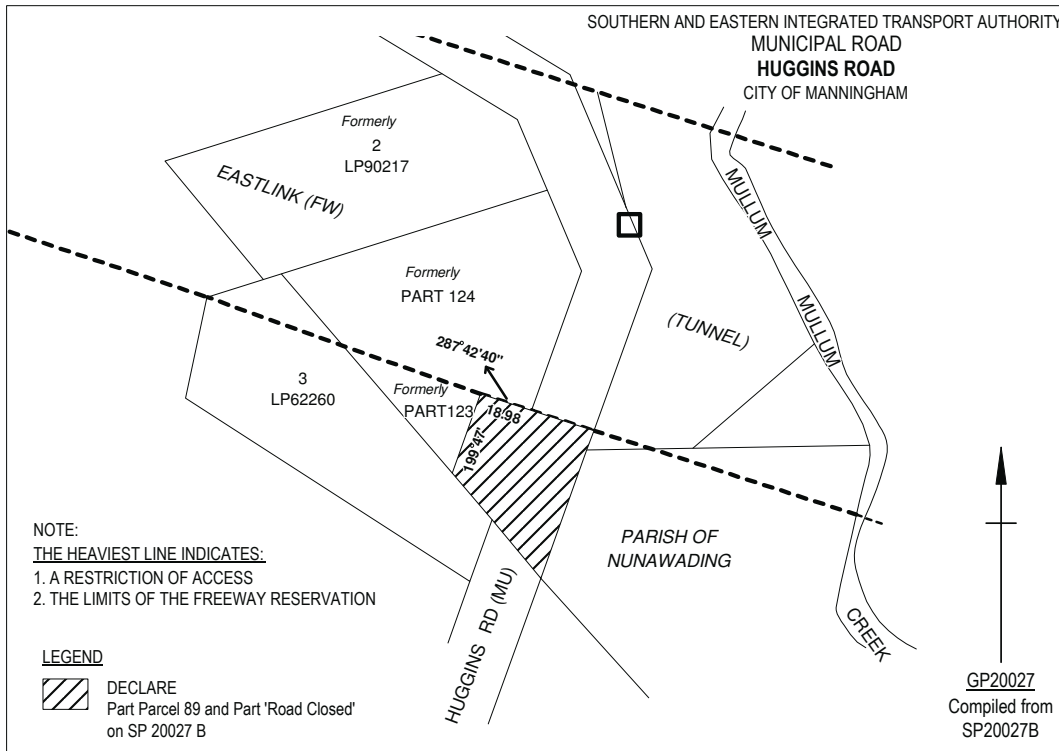 SOUTHERN AND EASTERN INTEGRATED TRANSPORT AUTHORITY
MUNICIPAL ROAD
HUGGINS ROAD
CITY OF MANNINGHAM
Formerly
2
LP90217
EASTLINK (FW)
MULLUM
MULLUM
CREEK
Formerly
PART 124
(TUNNEL)
287°42'40"
3
LP62260
Formerly
PART123
18.98
199°47'
PARISH OF
NUNAWADING
HUGGINS RD (MU)
NOTE:
THE HEAVIEST LINE INDICATES:
1. A RESTRICTION OF ACCESS
2. THE LIMITS OF THE FREEWAY RESERVATION
LEGEND
DECLARE
Part Parcel 89 and Part 'Road Closed'
on SP 20027 B
GP20027
Compiled from
SP20027B